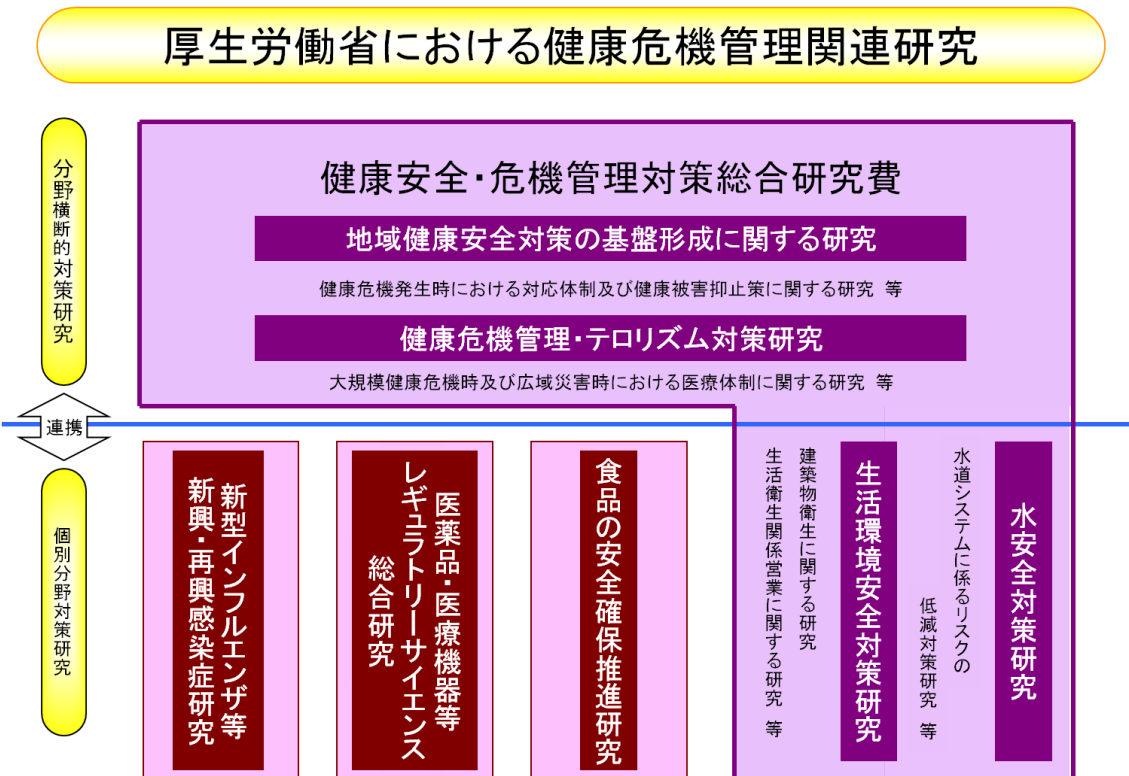 厚生労働省における健康危機管理関連研究
分野横断的対策研究
健康安全・危機管理対策総合研究費
地域健康安全対策の基盤形成に関する研究
健康危機発生時における対応体制及び健康被害抑止策に関する研究 等
健康危機管理・テロリズム対策研究
大規模健康危機時及び広域災害時における医療体制に関する研究 等
連携
個別分野対策研究
新型インフルエンザ等
新興・再興感染症研究
医薬品・医療機器等
レギュラトリーサイエンス
総合研究
食品の安全確保推進研究
生活環境安全対策研究
建築物衛生に関する研究
生活衛生関係営業に関する研究 等
水安全対策研究
水道システムに係るリスクの
低減対策研究 等